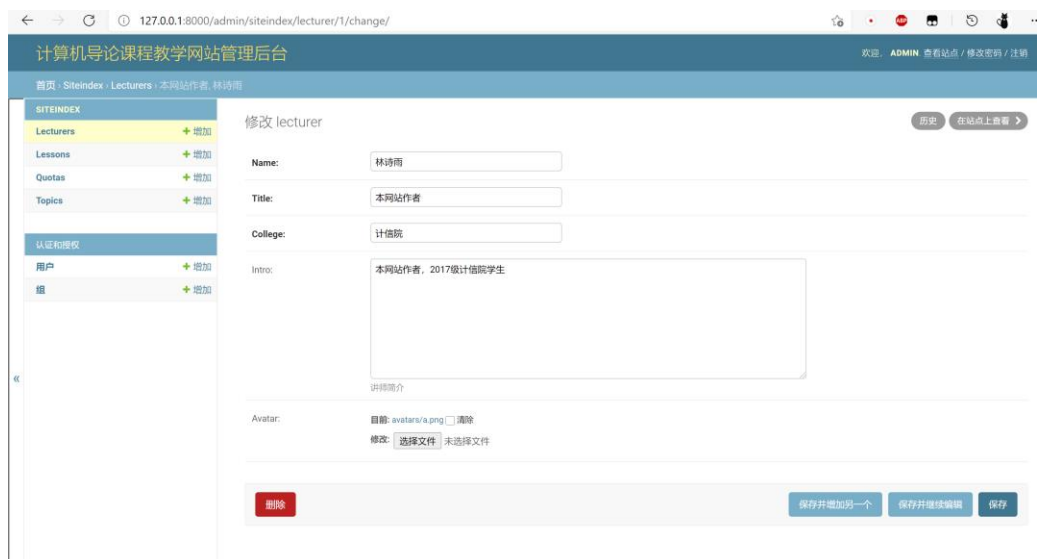 127.0.0.1:8000/admin/siteindex/lecturer/1/change/
ABP
计算机导论课程教学网站管理后台
欢迎，ADMIN. 查看站点 / 修改密码 / 注销
首页 › Siteindex › Lecturers › 本网站作者, 林诗雨
SITEINDEX
Lecturers + 增加
Lessons + 增加
Quotas + 增加
Topics + 增加
认证和授权
用户 + 增加
组 + 增加
«
修改 lecturer
历史 在站点上查看
Name: 林诗雨
Title: 本网站作者
College: 计信院
Intro: 本网站作者，2017级计信院学生
讲师简介
Avatar: 目前: avatars/a.png 清除
修改: 选择文件 未选择文件
删除 保存并增加另一个 保存并继续编辑 保存